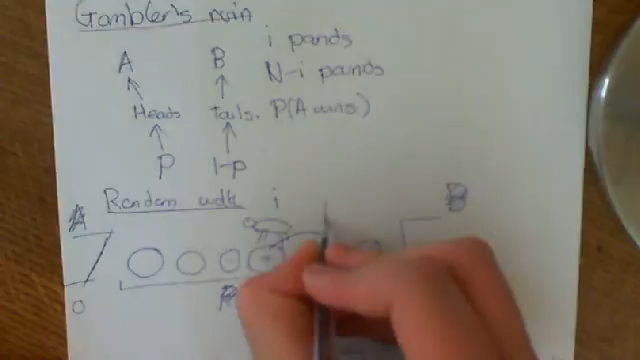 Gambler's ruin
A B i pounds
N-i pounds
Heads Tails. P(A wins)
P 1-p
Random walk i
A B
0